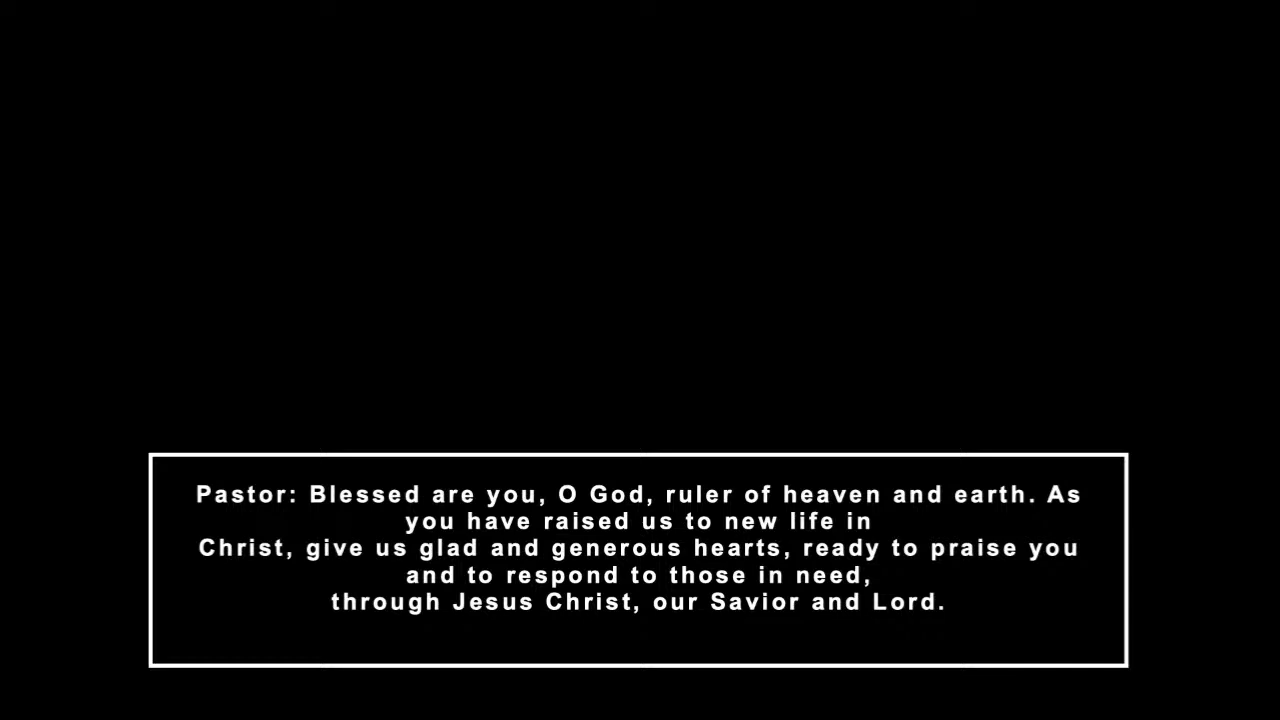 Pastor: Blessed are you, O God, ruler of heaven and earth. As
you have raised us to new life in
Christ, give us glad and generous hearts, ready to praise you
and to respond to those in need,
through Jesus Christ, our Savior and Lord.